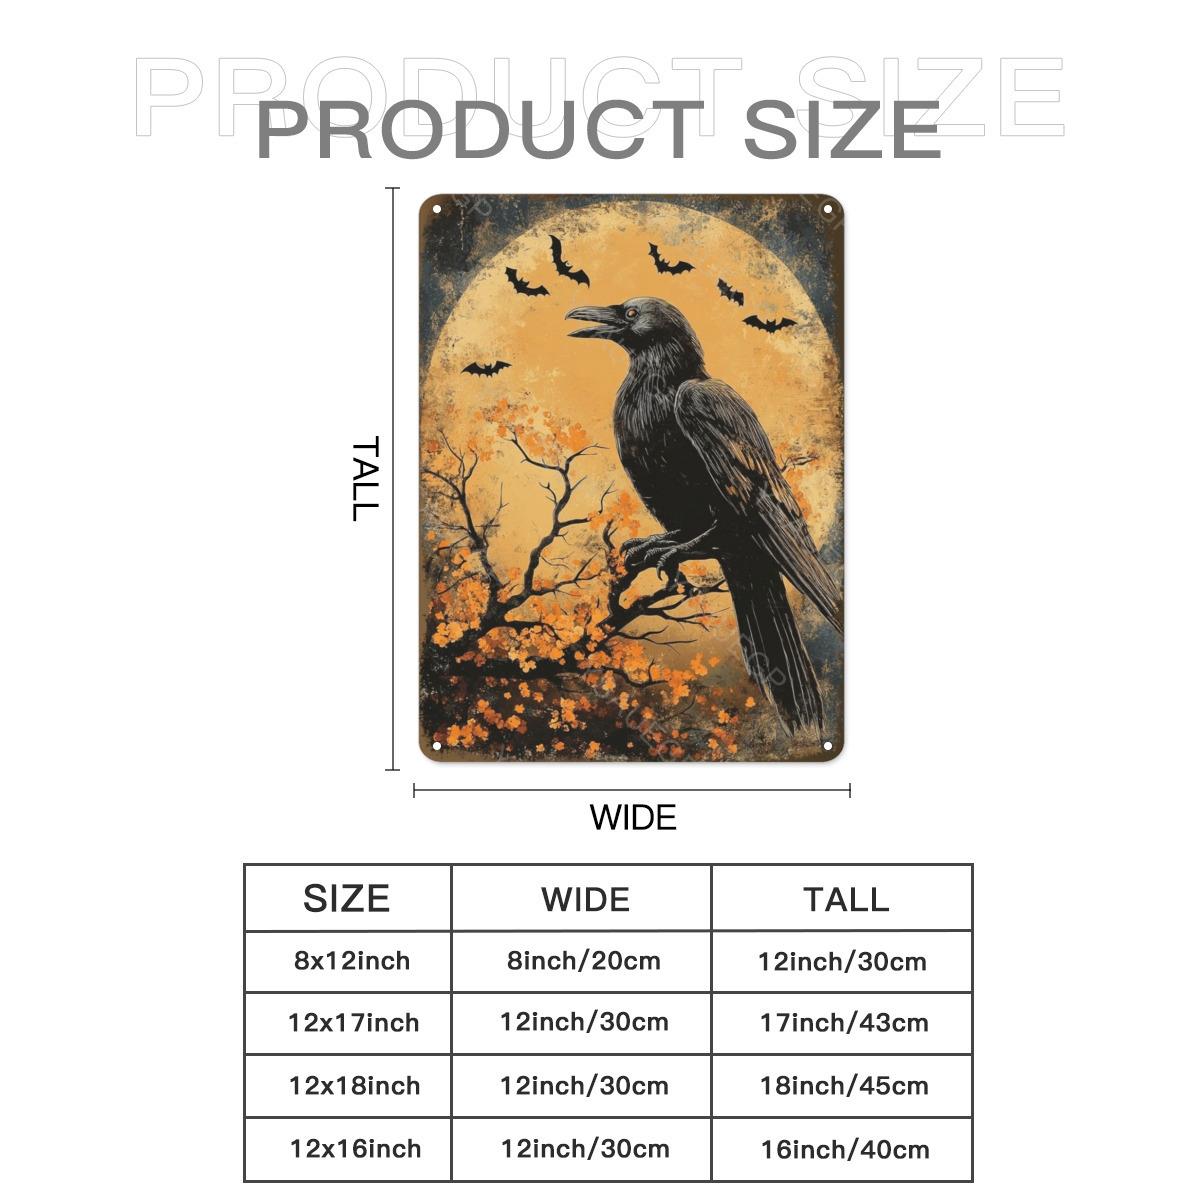 PRODUCT SIZE
PRODUCT SIZE
TALL
WIDE
SIZE WIDE TALL
8x12inch 8inch/20cm 12inch/30cm
12x17inch 12inch/30cm 17inch/43cm
12x18inch 12inch/30cm 18inch/45cm
12x16inch 12inch/30cm 16inch/40cm